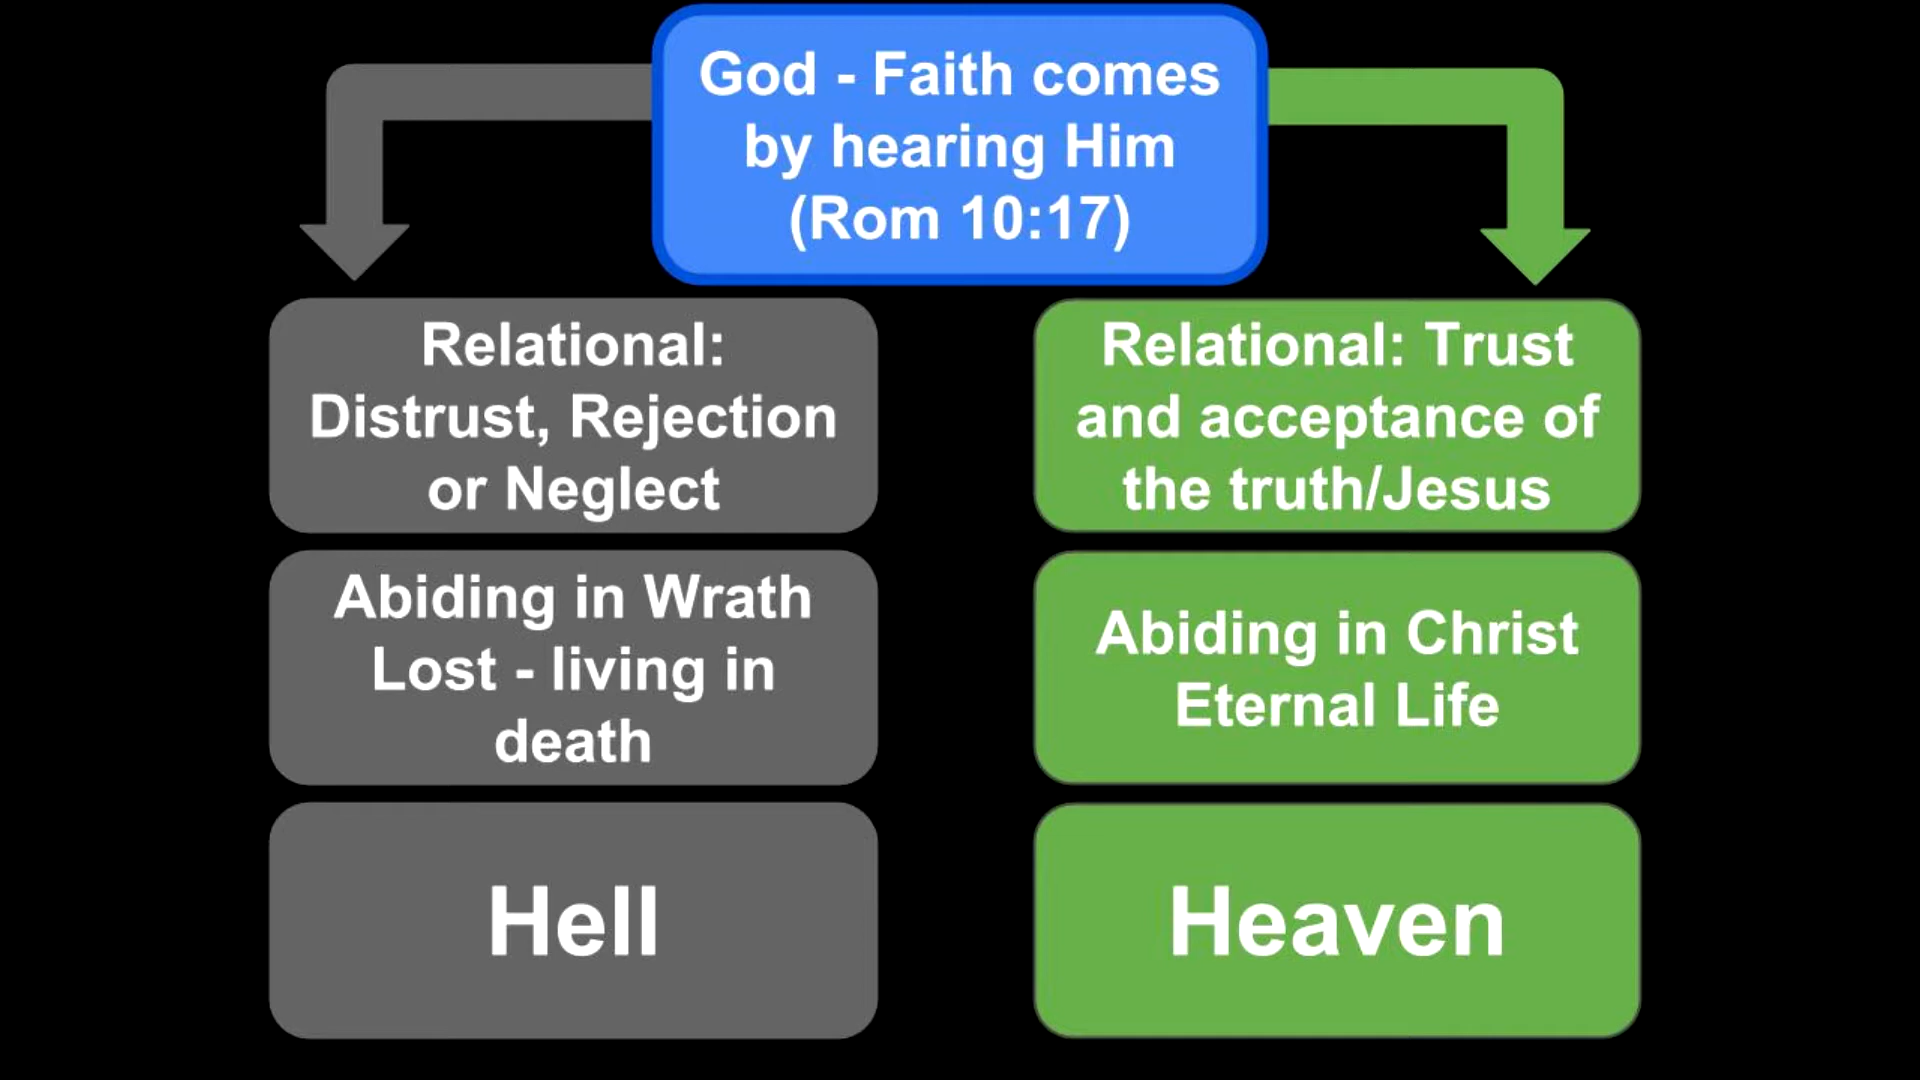 God - Faith comes
by hearing Him
(Rom 10:17)
Relational:
Distrust, Rejection
or Neglect
Abiding in Wrath
Lost - living in
death
Hell
Relational: Trust
and acceptance of
the truth/Jesus
Abiding in Christ
Eternal Life
Heaven